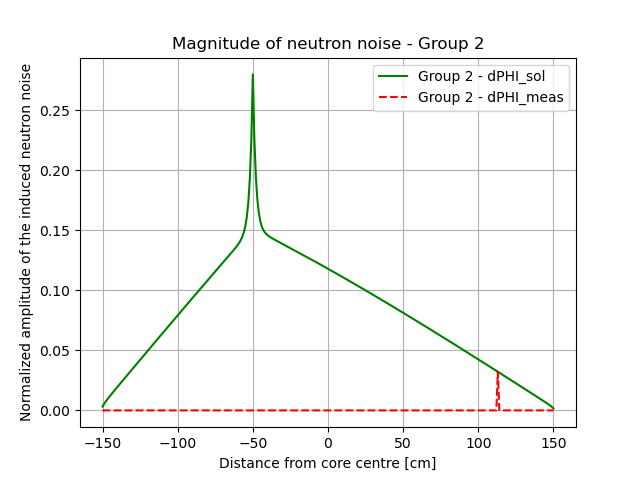 Magnitude of neutron noise - Group 2
Normalized amplitude of the induced neutron noise
0.25
0.20
0.15
0.10
0.05
0.00
Group 2 - dPHI_sol
Group 2 - dPHI_meas
−150
−100
−50
0
50
100
150
Distance from core centre [cm]